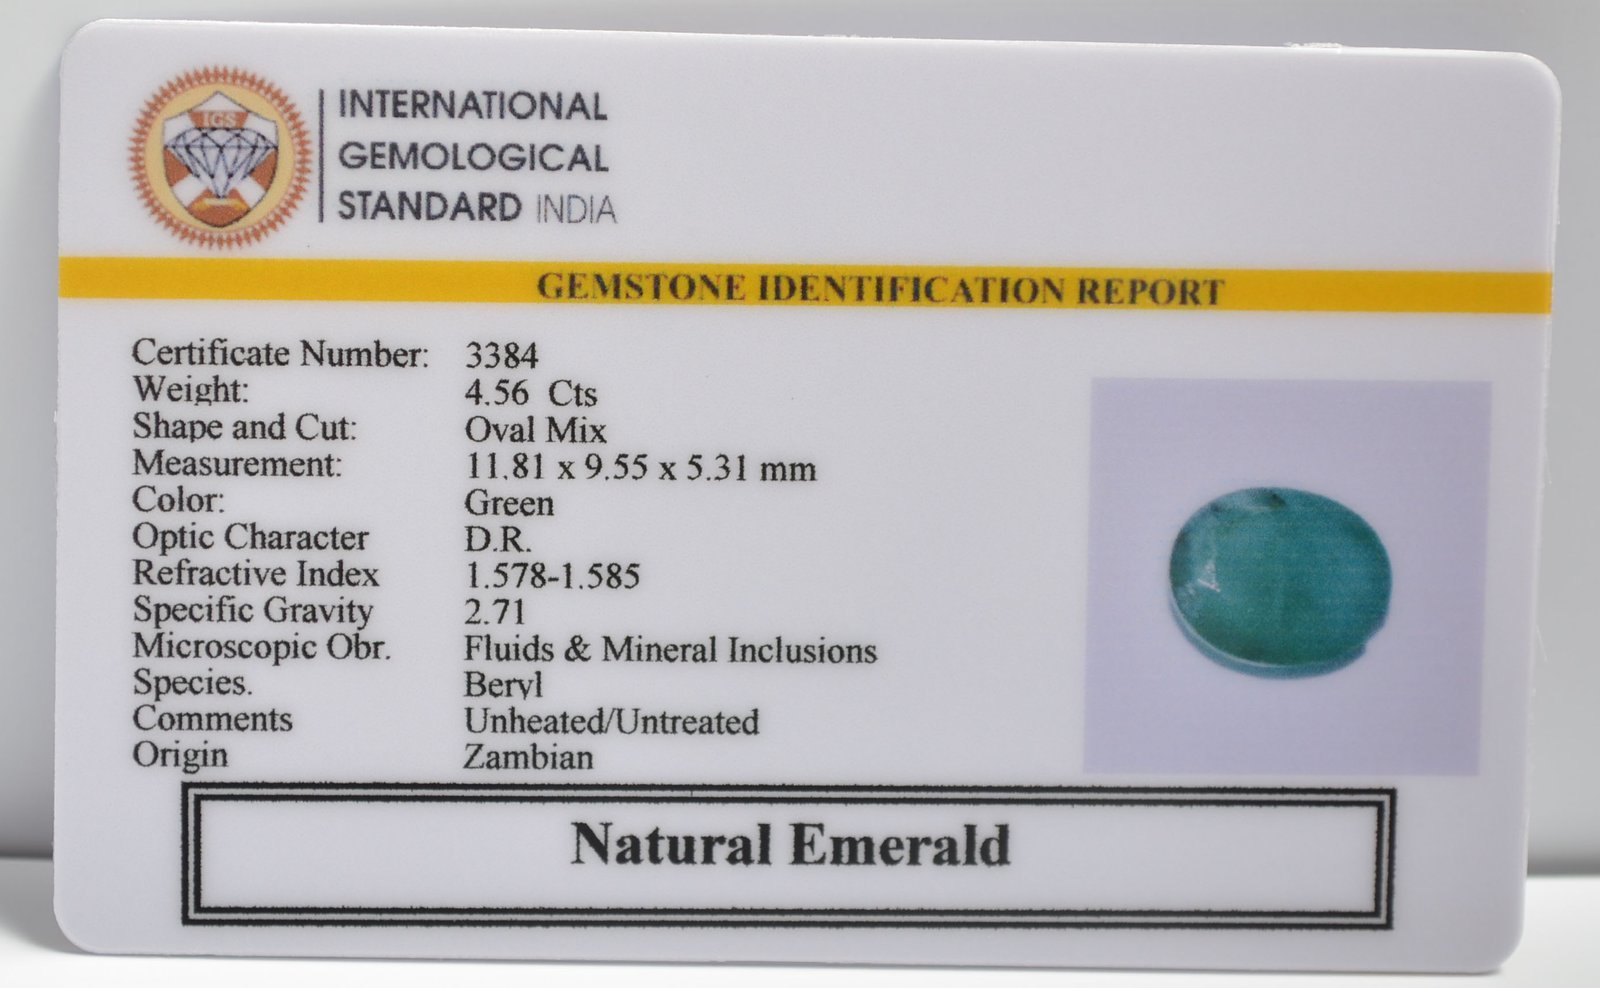 IGS
INTERNATIONAL
GEMOLOGICAL
STANDARD INDIA
GEMSTONE IDENTIFICATION REPORT
Certificate Number: 3384
Weight: 4.56 Cts
Shape and Cut: Oval Mix
Measurement: 11.81 x 9.55 x 5.31 mm
Color: Green
Optic Character D.R.
Refractive Index 1.578-1.585
Specific Gravity 2.71
Microscopic Obr. Fluids & Mineral Inclusions
Species. Beryl
Comments Unheated/Untreated
Origin Zambian
Natural Emerald